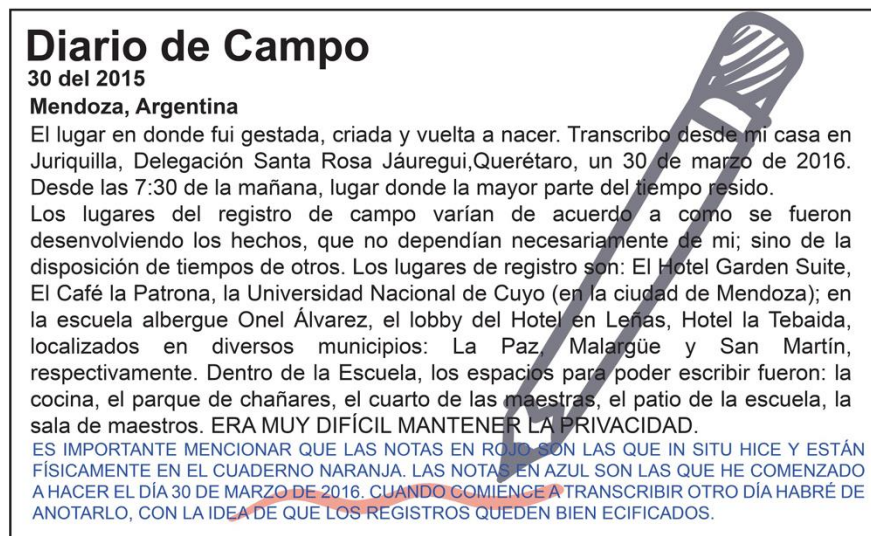 Diario de Campo
30 del 2015
Mendoza, Argentina
El lugar en donde fui gestada, criada y vuelta a nacer. Transcribo desde mi casa en
Juriquilla, Delegación Santa Rosa Jáuregui,Querétaro, un 30 de marzo de 2016.
Desde las 7:30 de la mañana, lugar donde la mayor parte del tiempo resido.
Los lugares del registro de campo varían de acuerdo a como se fueron
desenvolviendo los hechos, que no dependían necesariamente de mi; sino de la
disposición de tiempos de otros. Los lugares de registro son: El Hotel Garden Suite,
El Café la Patrona, la Universidad Nacional de Cuyo (en la ciudad de Mendoza); en
la escuela albergue Onel Álvarez, el lobby del Hotel en Leñas, Hotel la Tebaida,
localizados en diversos municipios: La Paz, Malargüe y San Martín,
respectivamente. Dentro de la Escuela, los espacios para poder escribir fueron: la
cocina, el parque de chañares, el cuarto de las maestras, el patio de la escuela, la
sala de maestros. ERA MUY DIFÍCIL MANTENER LA PRIVACIDAD.
ES IMPORTANTE MENCIONAR QUE LAS NOTAS EN ROJO SON LAS QUE IN SITU HICE Y ESTÁN
FÍSICAMENTE EN EL CUADERNO NARANJA. LAS NOTAS EN AZUL SON LAS QUE HE COMENZADO
A HACER EL DÍA 30 DE MARZO DE 2016. CUANDO COMIENCE A TRANSCRIBIR OTRO DÍA HABRÉ DE
ANOTARLO, CON LA IDEA DE QUE LOS REGISTROS QUEDEN BIEN ECIFICADOS.